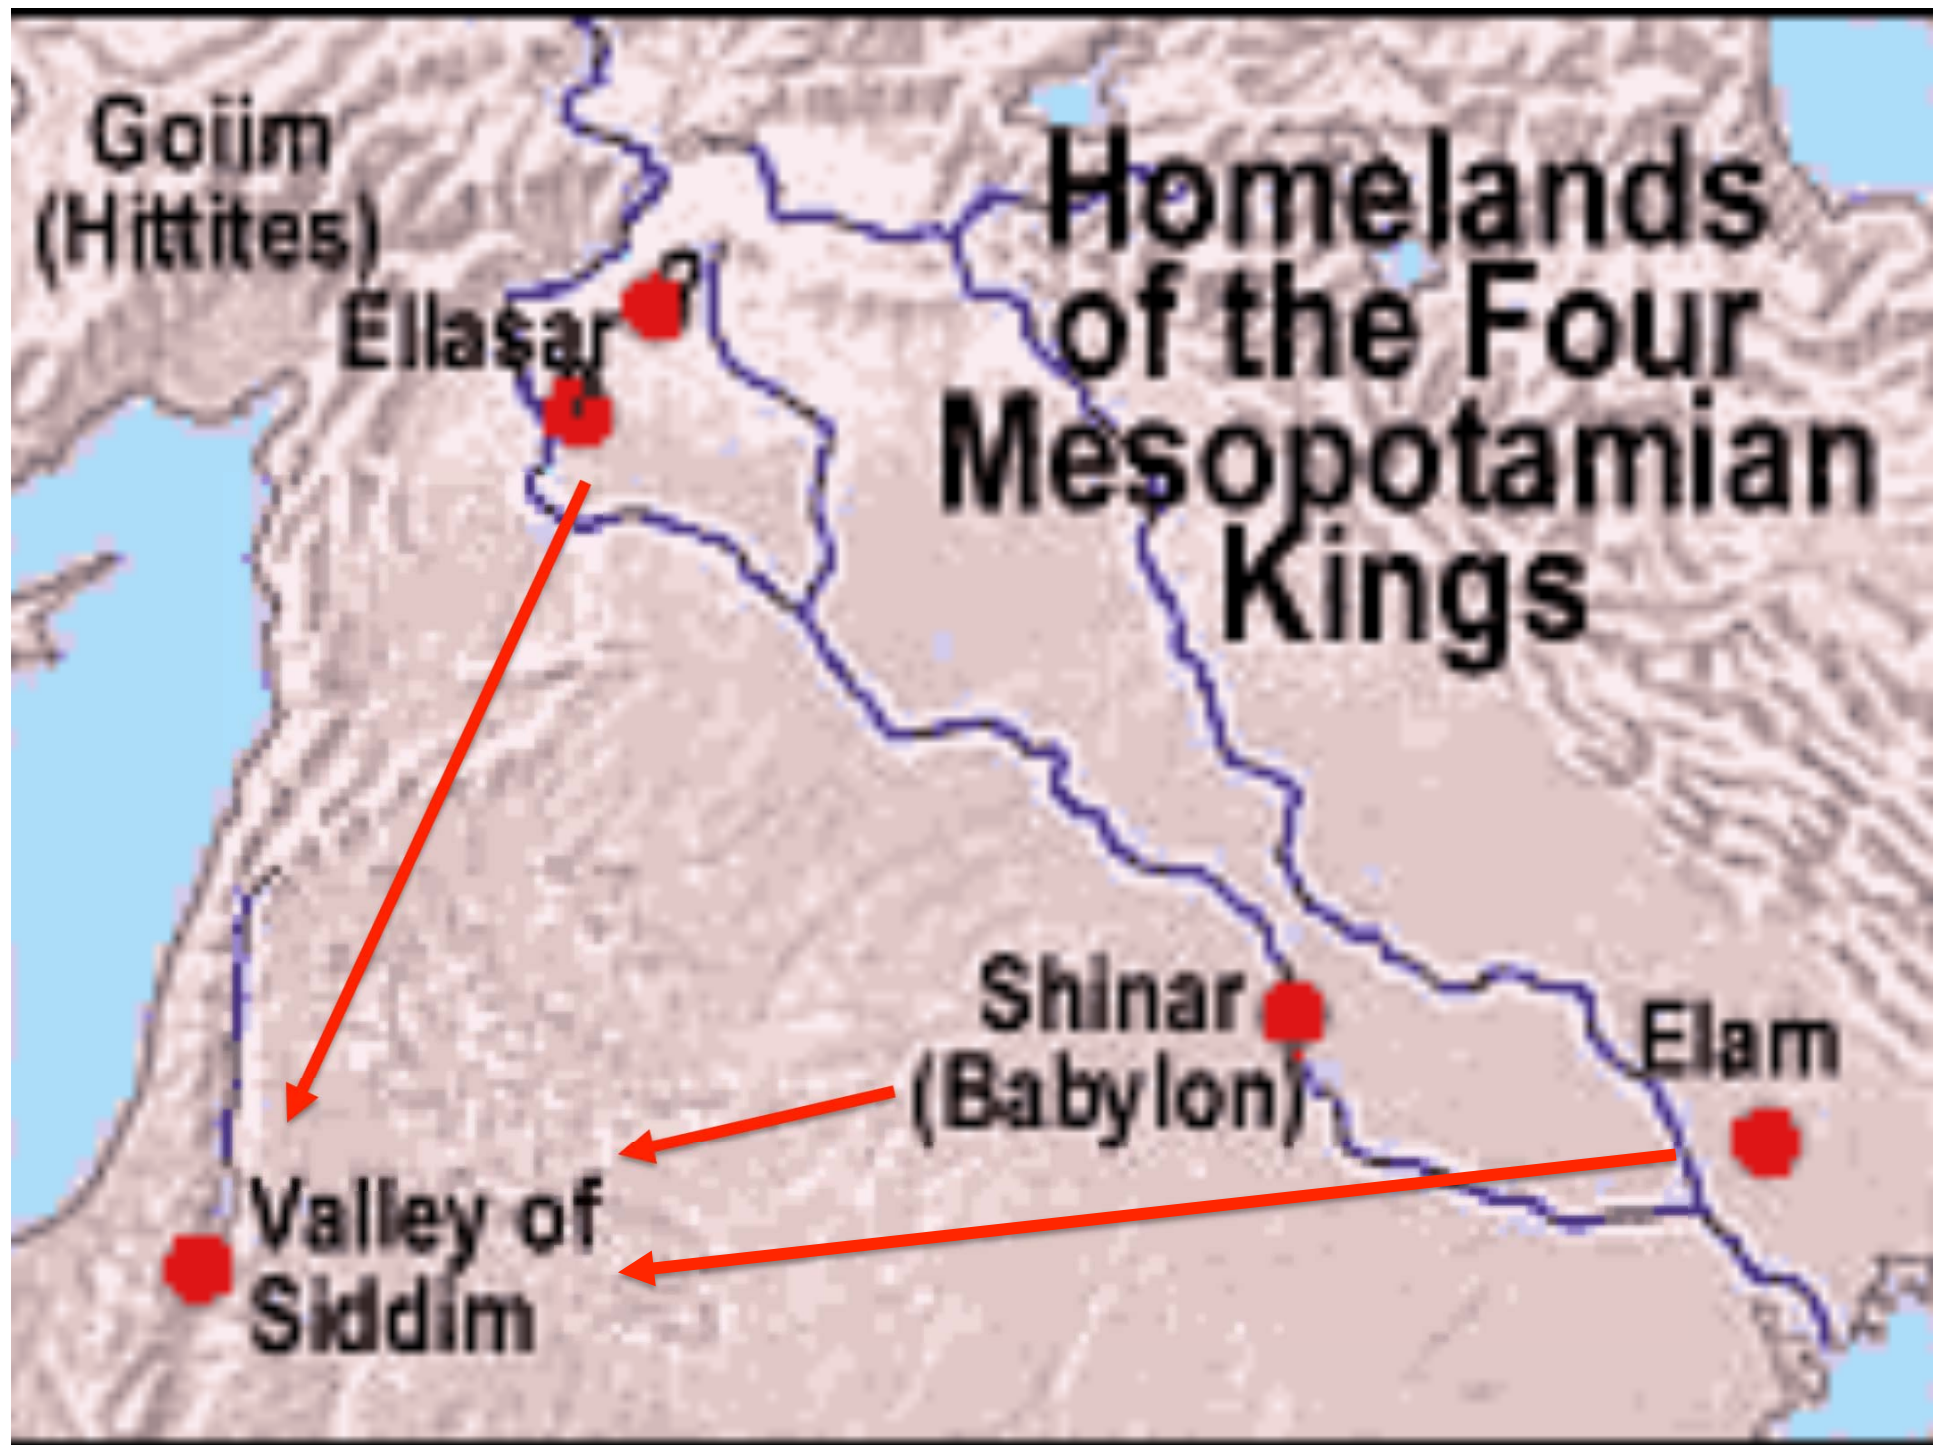 Goiim
(Hittites)
Homelands
of the Four
Mesopotamian
Kings
?
Ellasar
?
Shinar
(Babylon)
Elam
Valley of
Siddim